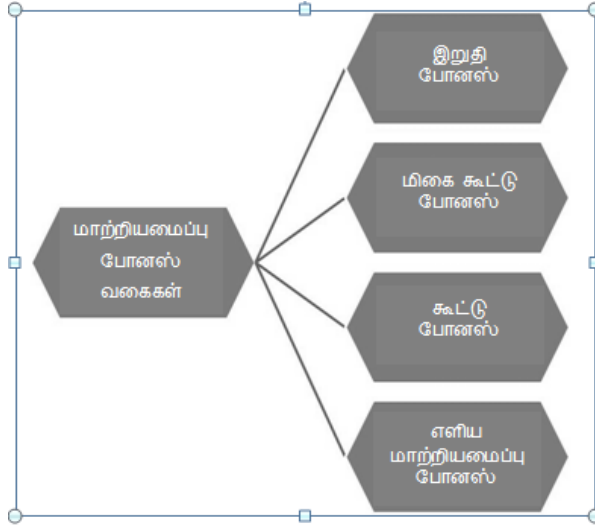 மாற்றியமைப்பு
போனஸ்
வகைகள்
இறுதி
போனஸ்
மிகை கூட்டு
போனஸ்
கூட்டு
போனஸ்
எளிய
மாற்றியமைப்பு
போனஸ்